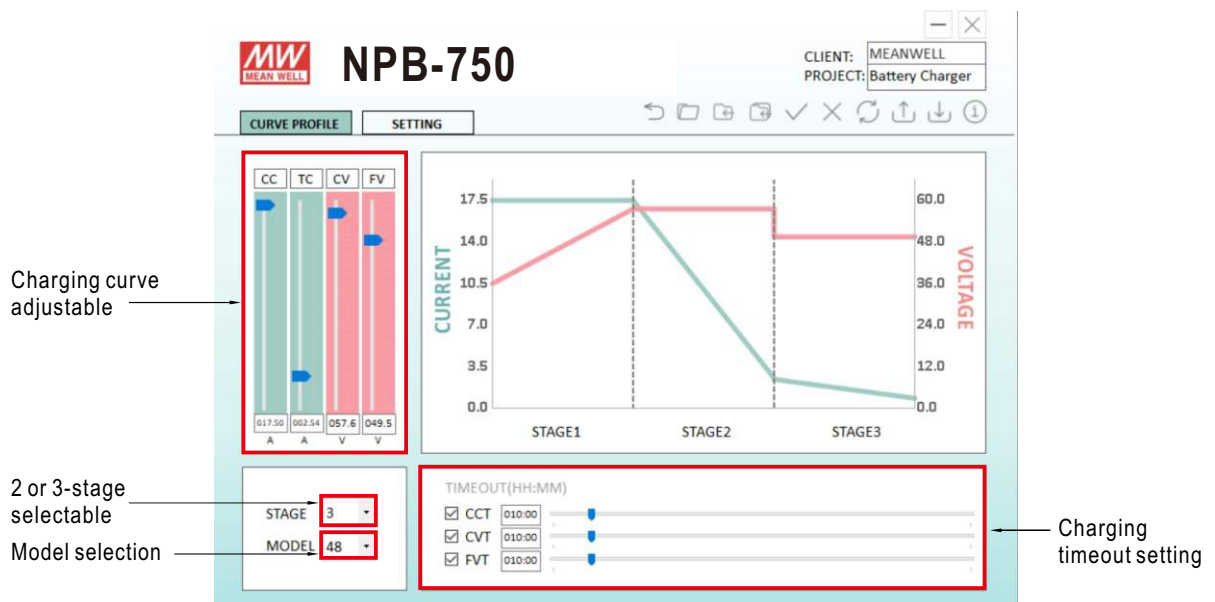 MW
MEAN WELL
NPB-750
CLIENT: MEANWELL
PROJECT: Battery Charger
CURVE PROFILE
SETTING
Charging curve
adjustable
CC TC CV FV
017.50 002.54 057.6 049.5
A A V V
CURRENT
17.5
14.0
10.5
7.0
3.5
0.0
60.0
48.0
36.0
24.0
12.0
0.0
VOLTAGE
STAGE1 STAGE2 STAGE3
2 or 3-stage
selectable
Model selection
STAGE 3
MODEL 48
TIMEOUT(HH:MM)
CCT 010:00
CVT 010:00
FVT 010:00
Charging
timeout setting